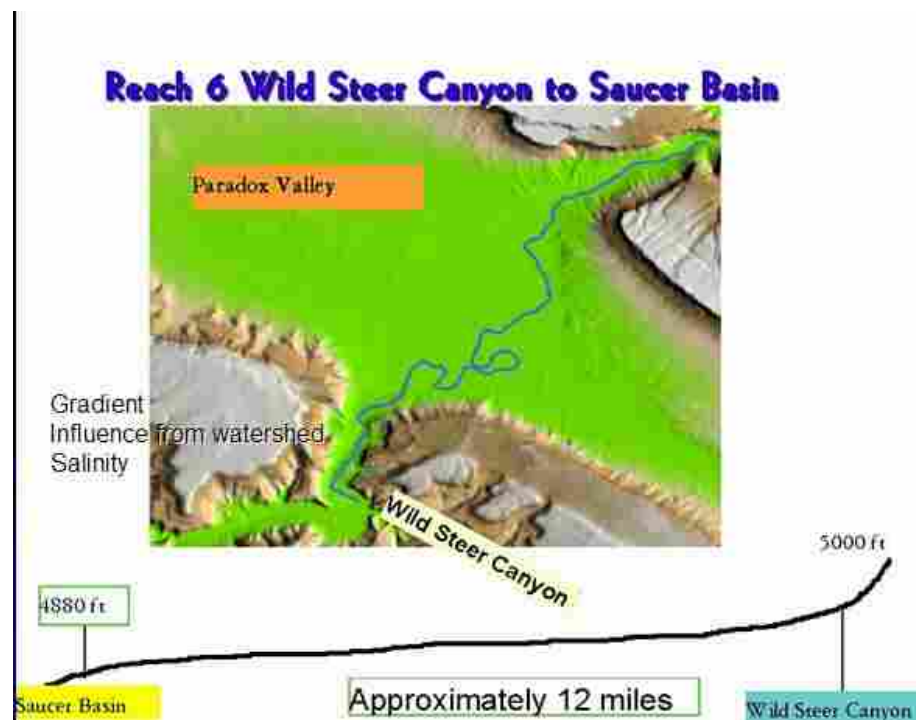 Reach 6 Wild Steer Canyon to Saucer Basin
Paradox Valley
Gradient
Influence from watershed
Salinity
Wild Steer Canyon
5000 ft
4880 ft
Saucer Basin
Approximately 12 miles
Wild Steer Canyon